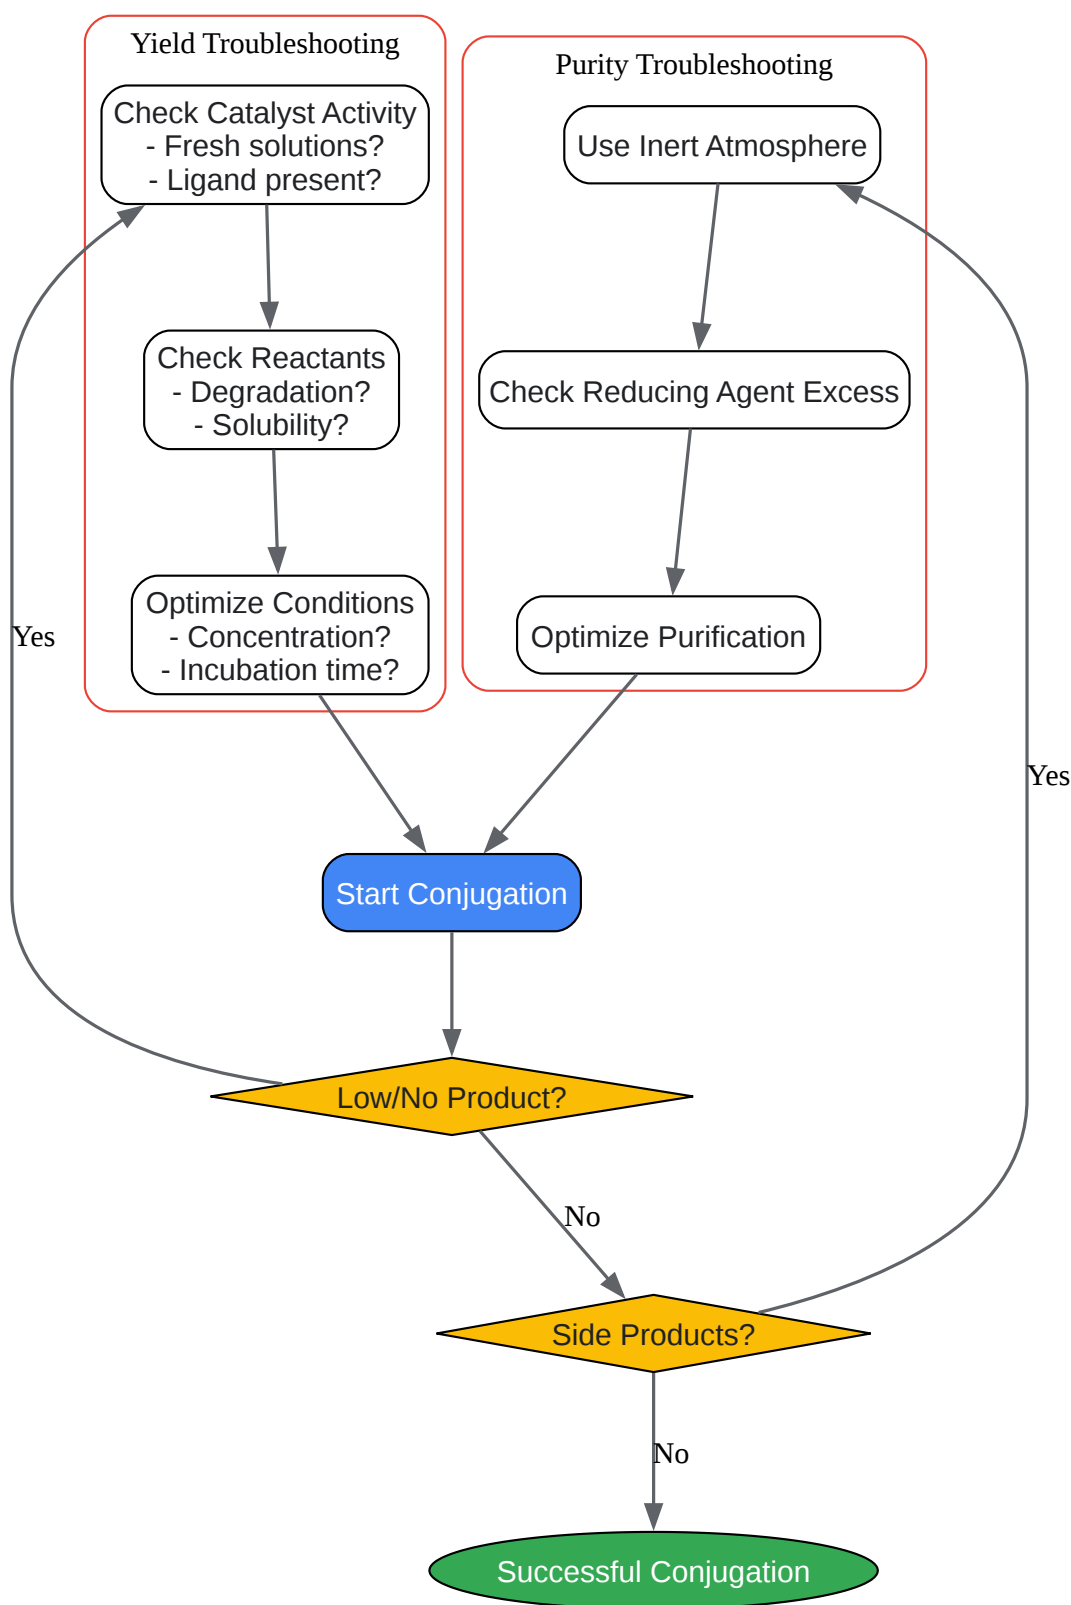 Yield Troubleshooting
Check Catalyst Activity
- Fresh solutions?
- Ligand present?
Check Reactants
- Degradation?
- Solubility?
Optimize Conditions
- Concentration?
- Incubation time?
Purity Troubleshooting
Use Inert Atmosphere
Check Reducing Agent Excess
Optimize Purification
Yes
Yes
Start Conjugation
Low/No Product?
No
Side Products?
No
Successful Conjugation